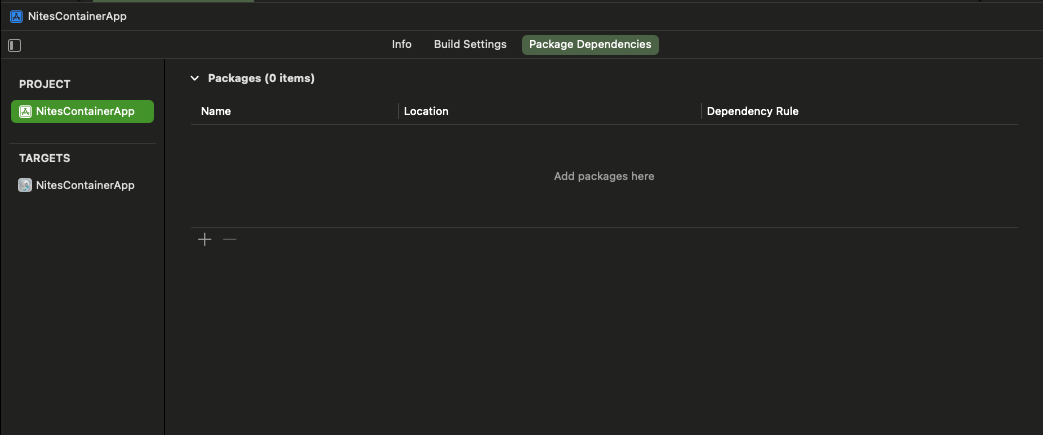 NitesContainerApp
Info Build Settings Package Dependencies
PROJECT
NitesContainerApp
TARGETS
NitesContainerApp
Packages (0 items)
Name Location Dependency Rule
Add packages here